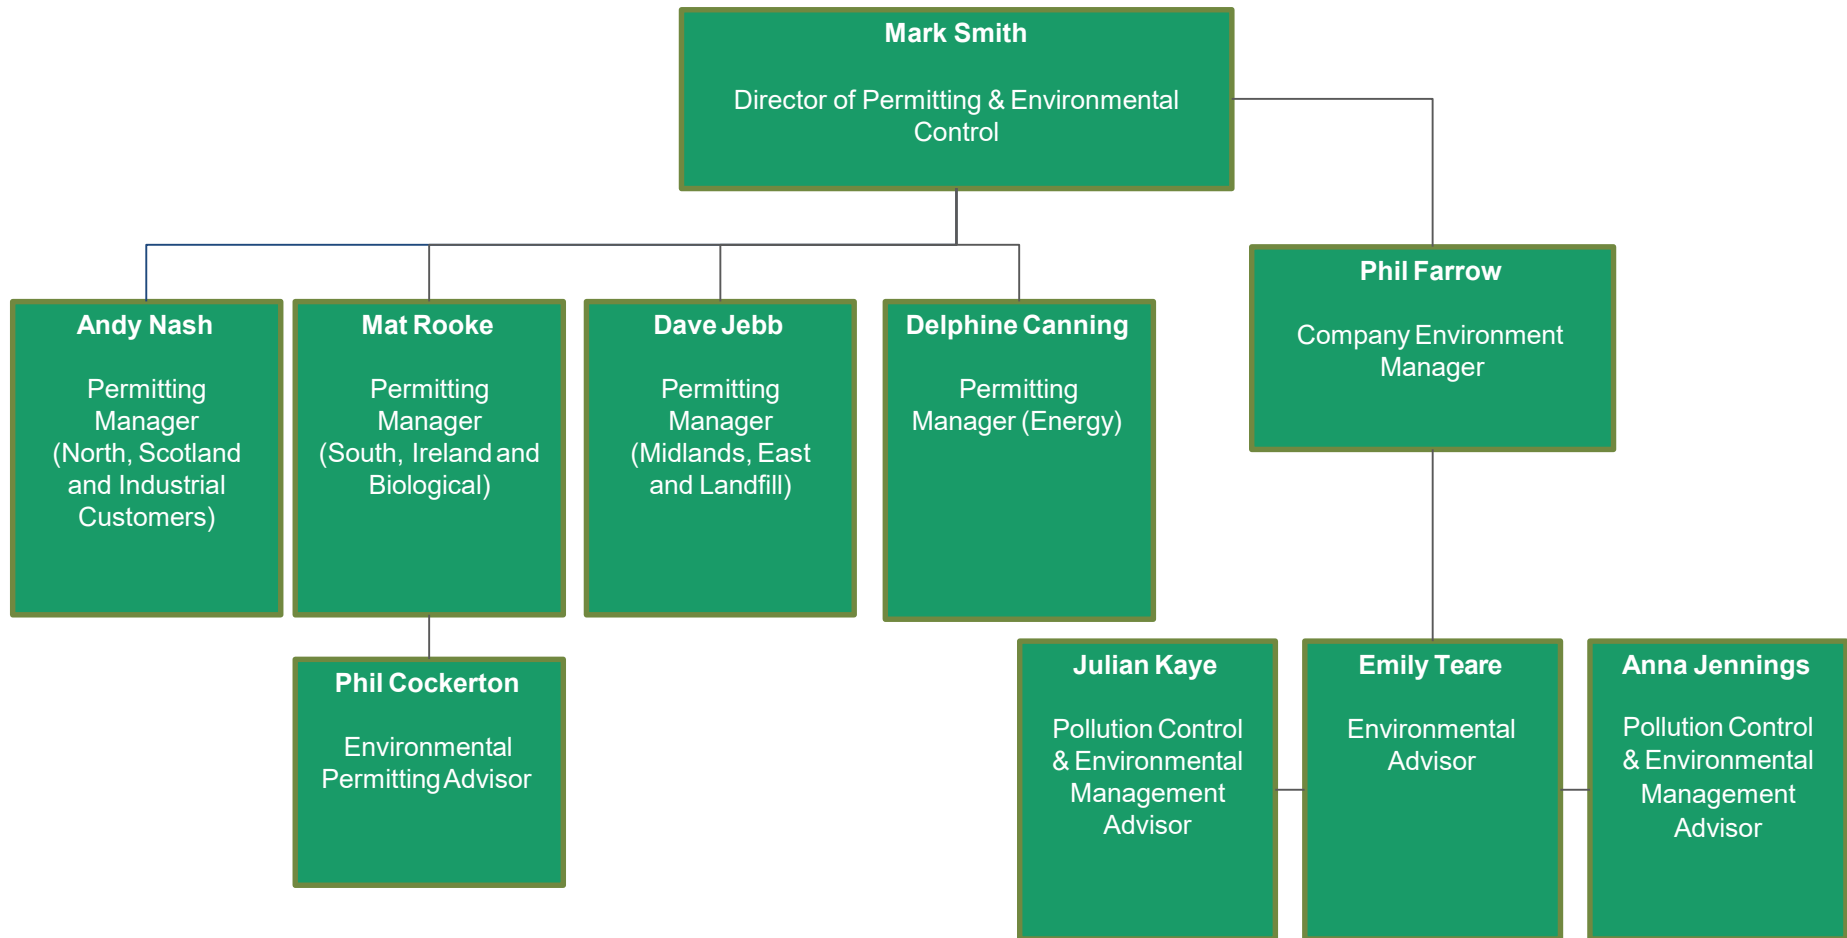 Mark Smith
Director of Permitting & Environmental
Control
Phil Farrow
Company Environment
Manager
Andy Nash
Permitting
Manager
(North, Scotland
and Industrial
Customers)
Mat Rooke
Permitting
Manager
(South, Ireland and
Biological)
Dave Jebb
Permitting
Manager
(Midlands, East
and Landfill)
Delphine Canning
Permitting
Manager (Energy)
Phil Cockerton
Environmental
Permitting Advisor
Julian Kaye
Pollution Control
& Environmental
Management
Advisor
Emily Teare
Environmental
Advisor
Anna Jennings
Pollution Control
& Environmental
Management
Advisor